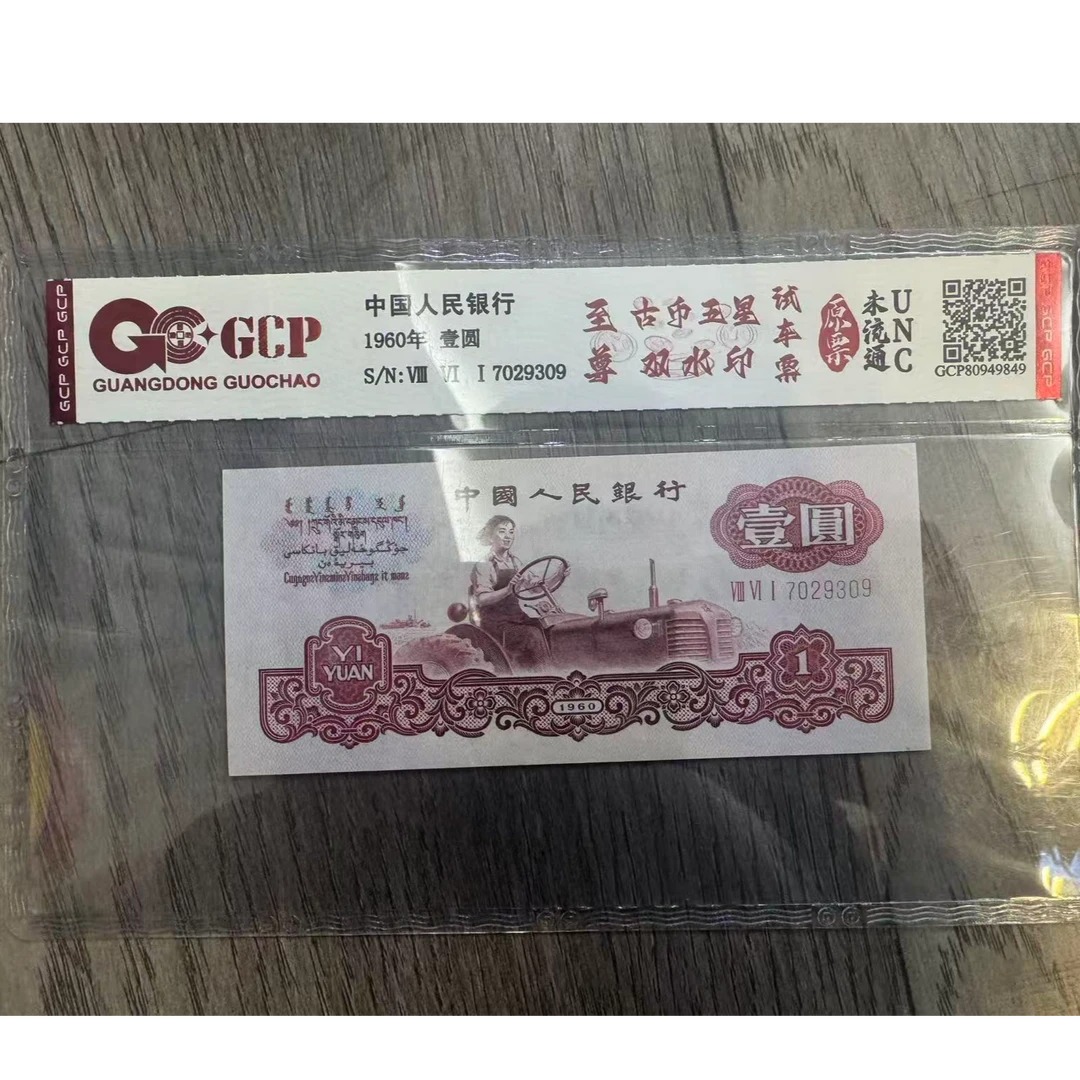 GCP GCP GCP
GCP
GUANGDONG GUOCHAO
中国人民银行
1960年 壹圆
S/N: Ⅷ Ⅵ Ⅰ 7029309
至尊
古币五星
双水印
试车票
原票
未流通
UNC
GCP80949849
GCP GCP
中國人民銀行
壹圓
Ⅷ Ⅵ Ⅰ 7029309
YI
YUAN
1960
1